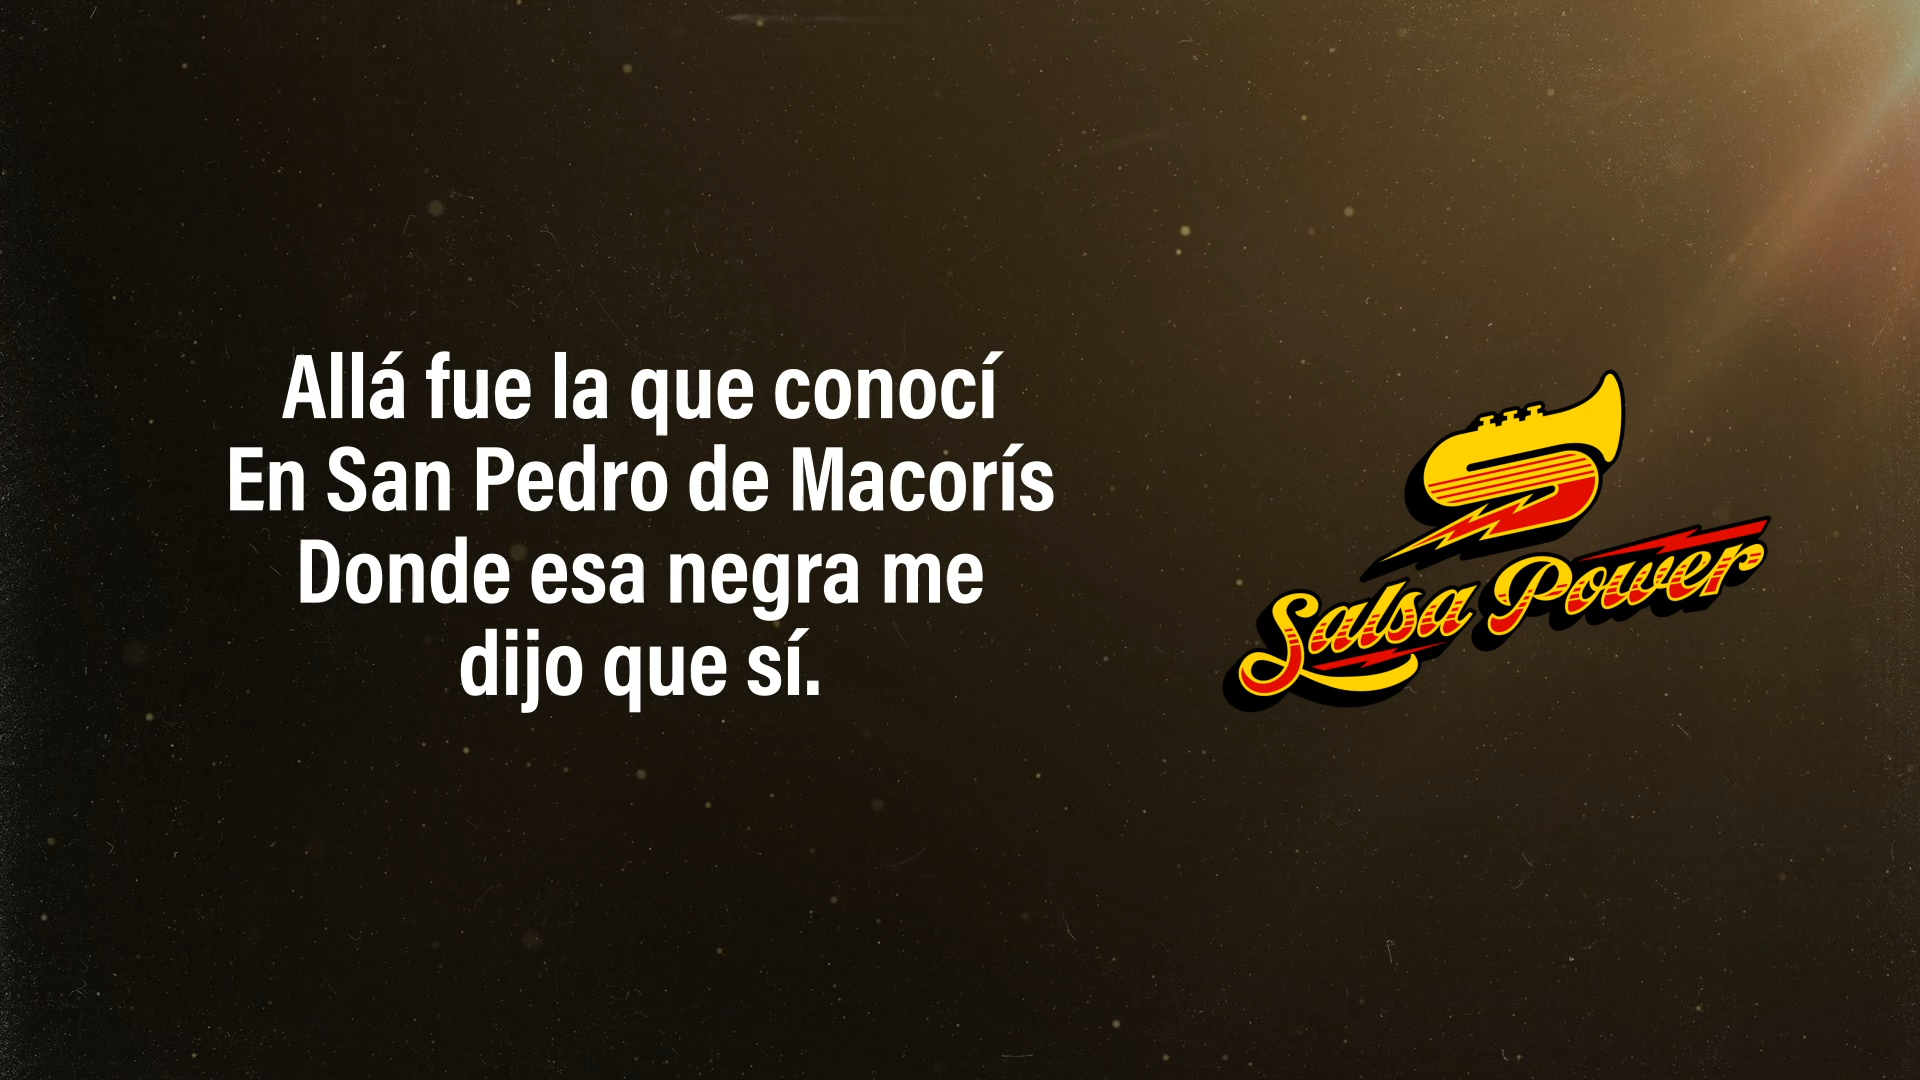 Allá fue la que conocí
En San Pedro de Macorís
Donde esa negra me
dijo que sí.
Salsa Power